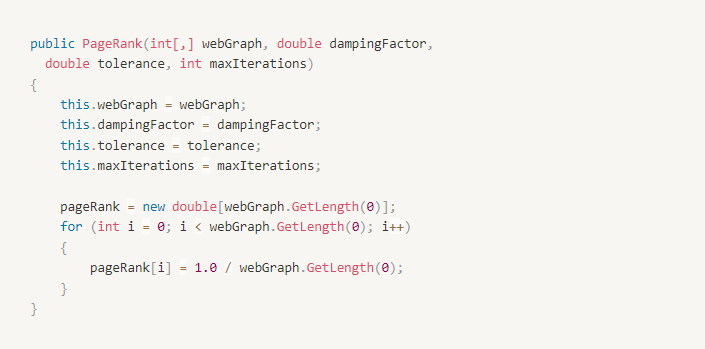 public PageRank(int[,] webGraph, double dampingFactor,
  double tolerance, int maxIterations)
{
    this.webGraph = webGraph;
    this.dampingFactor = dampingFactor;
    this.tolerance = tolerance;
    this.maxIterations = maxIterations;

    pageRank = new double[webGraph.GetLength(0)];
    for (int i = 0; i < webGraph.GetLength(0); i++)
    {
        pageRank[i] = 1.0 / webGraph.GetLength(0);
    }
}